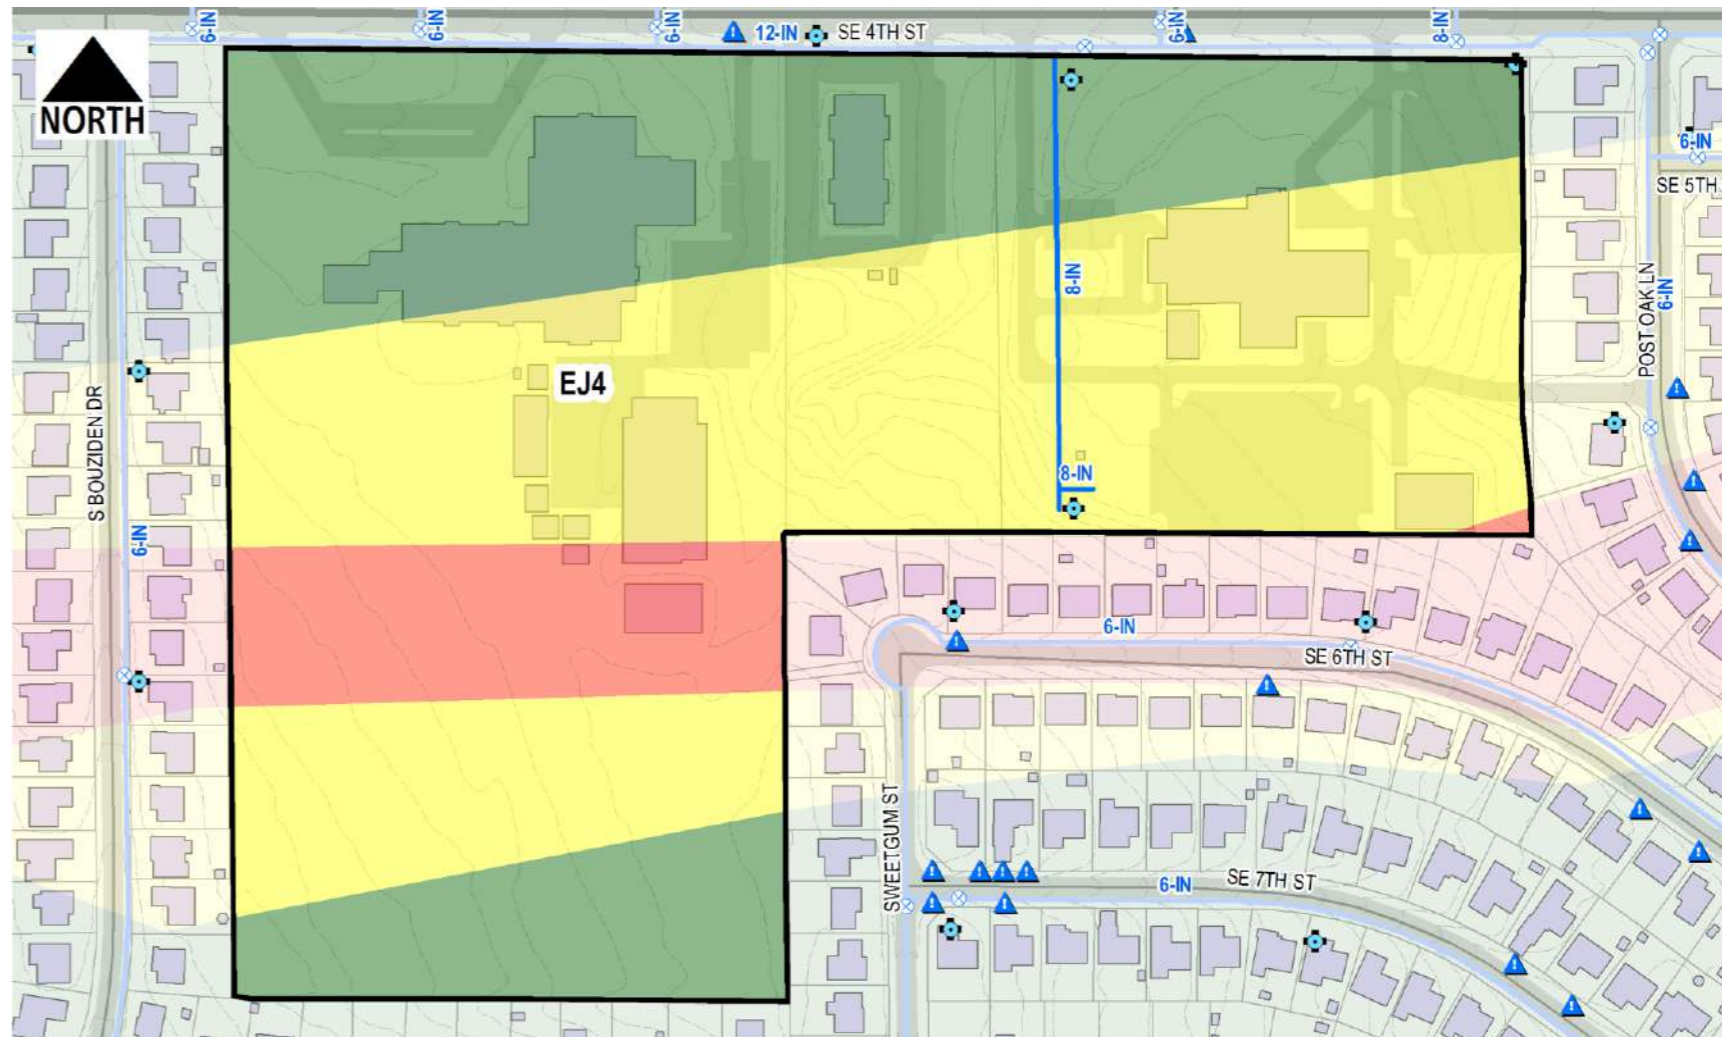 6-IN
6-IN
6-IN
12-IN
SE 4TH ST
6-IN
8-IN
NORTH
6-IN
SE 5TH
8-IN
POST OAK LN
6-IN
EJ4
S BOUZIDEN DR
6-IN
8-IN
6-IN
SE 6TH ST
SWEETGUM ST
6-IN
SE 7TH ST